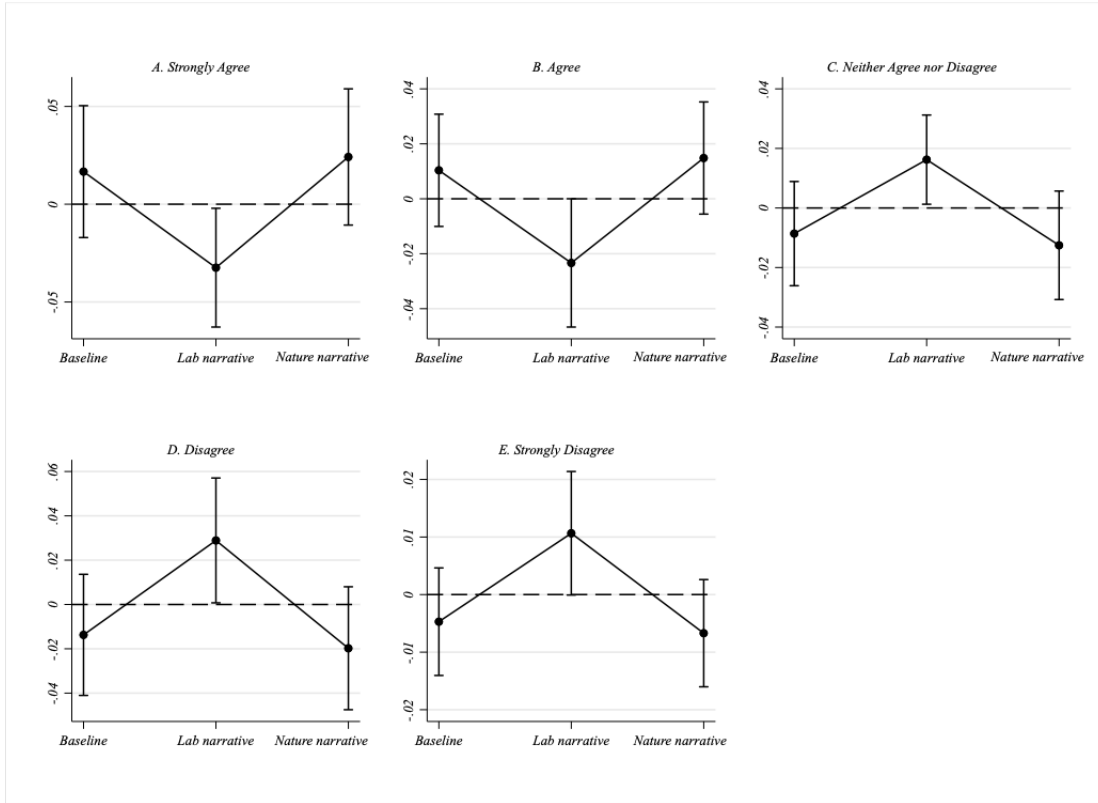 A. Strongly Agree
.05
0
-.05
Baseline Lab narrative Nature narrative
B. Agree
.04
.02
0
-.02
-.04
Baseline Lab narrative Nature narrative
C. Neither Agree nor Disagree
.04
.02
0
-.02
-.04
Baseline Lab narrative Nature narrative
D. Disagree
.06
.04
.02
0
-.02
-.04
Baseline Lab narrative Nature narrative
E. Strongly Disagree
.02
.01
0
-.01
-.02
Baseline Lab narrative Nature narrative